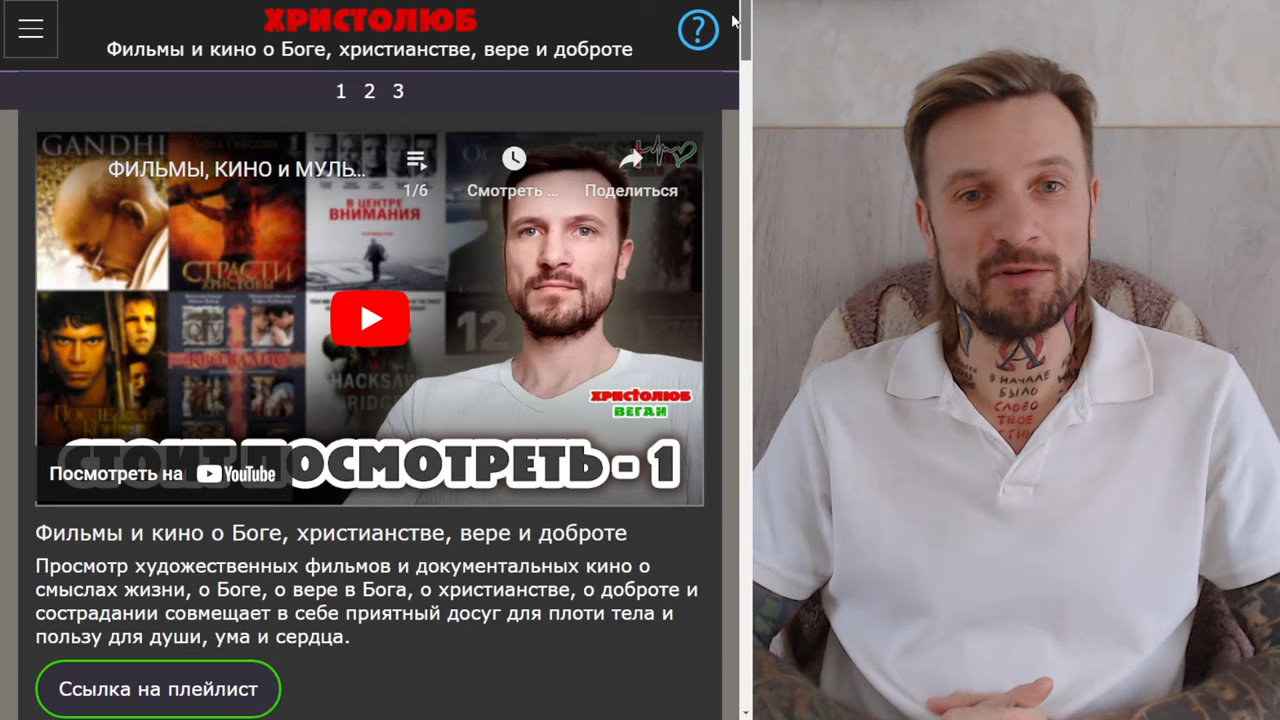 ХРИСТОЛЮБ
Фильмы и кино о Боге, христианстве, вере и доброте
?
1 2 3
GANDHI
ФИЛЬМЫ, КИНО и МУЛЬ...
1/6
Смотреть ...
Поделиться
В ЦЕНТРЕ
ВНИМАНИЯ
СТРАСТИ
ХРИСТОВЫ
12
HACKSAW
RIDGE
ХРИСТОЛЮБ
ВЕГАН
СТОИТ ПОСМОТРЕТЬ - 1
Посмотреть на YouTube
Фильмы и кино о Боге, христианстве, вере и доброте
Просмотр художественных фильмов и документальных кино о
смыслах жизни, о Боге, о вере в Бога, о христианстве, о доброте и
сострадании совмещает в себе приятный досуг для плоти тела и
пользу для души, ума и сердца.
Ссылка на плейлист
А
В НАЧАЛЕ
БЫЛО
СЛОВО
ТВОЕ